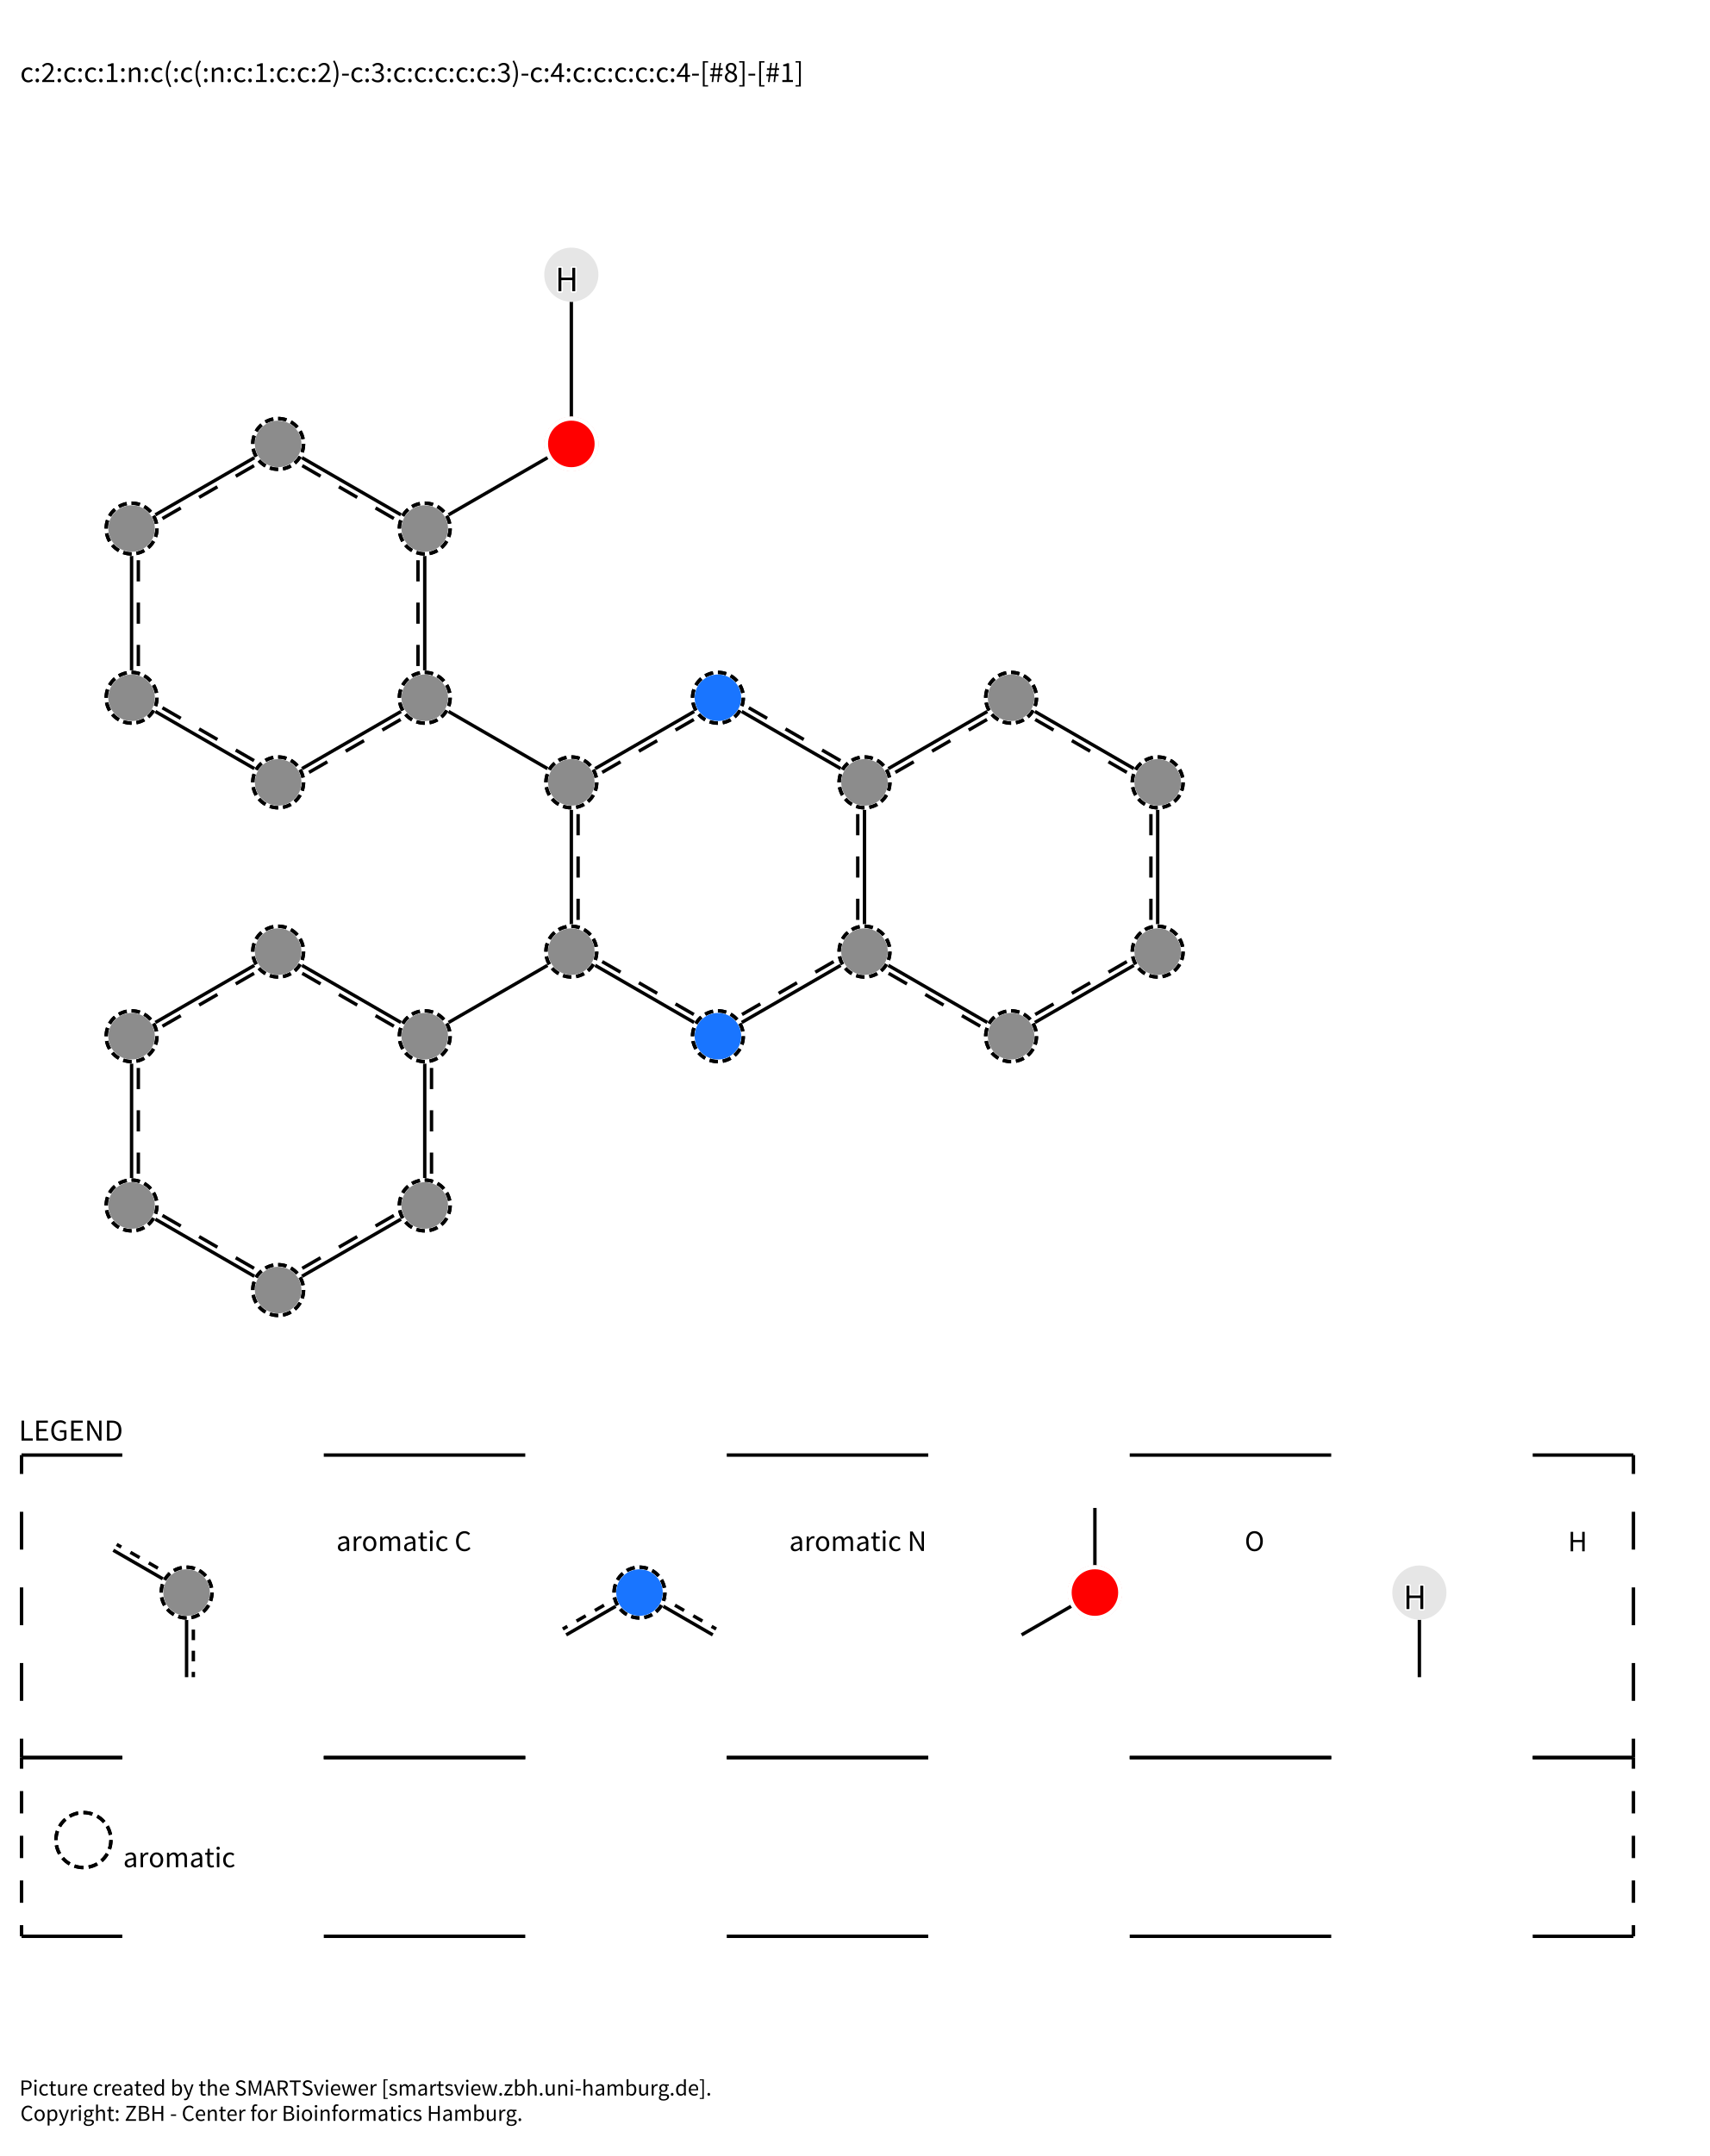 c:2:c:c:1:n:c(:c(:n:c:1:c:c:2)-c:3:c:c:c:c:c:3)-c:4:c:c:c:c:c:4-[#8]-[#1]
H
LEGEND
aromatic C
aromatic N
O
H
H
aromatic
Picture created by the SMARTSviewer [smartsview.zbh.uni-hamburg.de].
Copyright: ZBH - Center for Bioinformatics Hamburg.